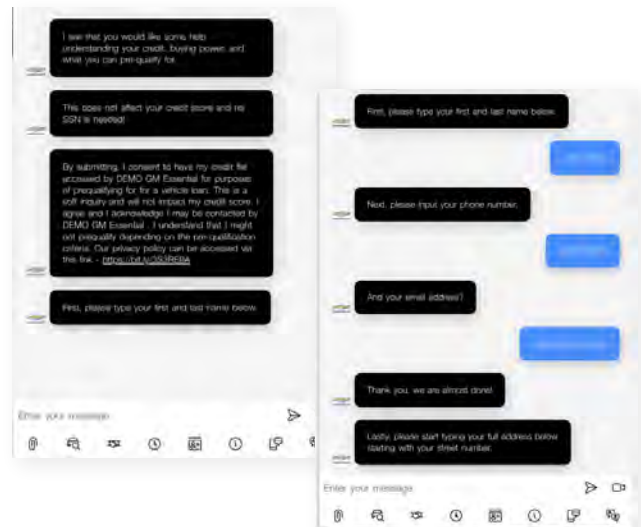 I see that you would like some help
understanding your credit, buying power, and
what you can pre-qualify for.
This does not affect your credit score and no
SSN is needed!
By submitting, I consent to have my credit file
accessed by DEMO GM Essential for purposes
of prequalifying for for a vehicle loan. This is a
soft inquiry and will not impact my credit score. I
agree and I acknowledge I may be contacted by
DEMO GM Essential . I understand that I might
not prequalify depending on the pre-qualification
criteria. Our privacy policy can be accessed via
this link -
First, please type your first and last name below.
Enter your message
First, please type your first and last name below.
Next, please input your phone number.
And your email address?
Thank you, we are almost done!
Lastly, please start typing your full address below
starting with your street number.
Enter your message